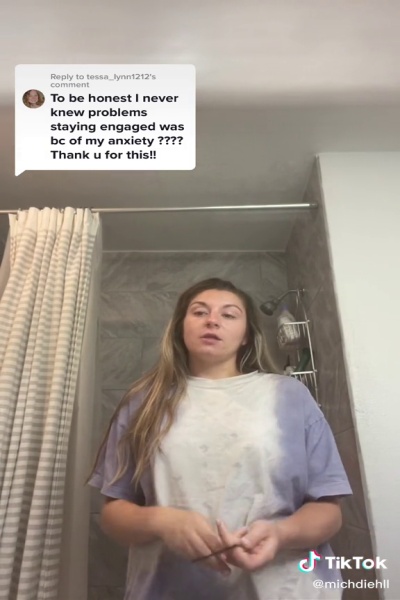 Reply to tessa_lynn1212's
comment
To be honest I never
knew problems
staying engaged was
bc of my anxiety ????
Thank u for this!!
TikTok
@michdiehll